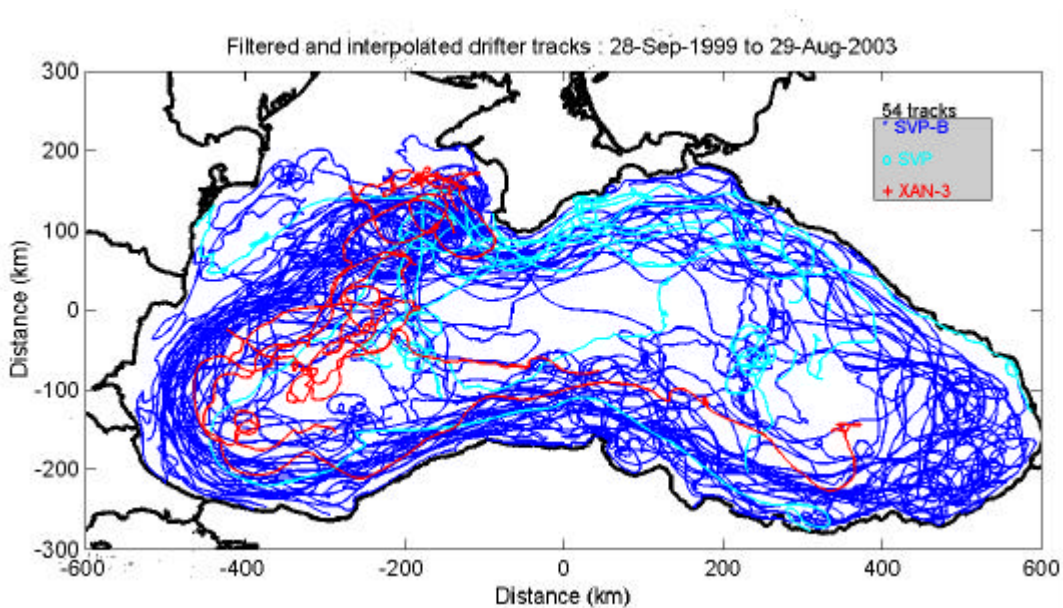 Filtered and interpolated drifter tracks : 28-Sep-1999 to 29-Aug-2003
300
200
100
0
-100
-200
-300
Distance (km)
54 tracks
* SVP-B
o SVP
+ XAN-3
-600
-400
-200
0
200
400
600
Distance (km)